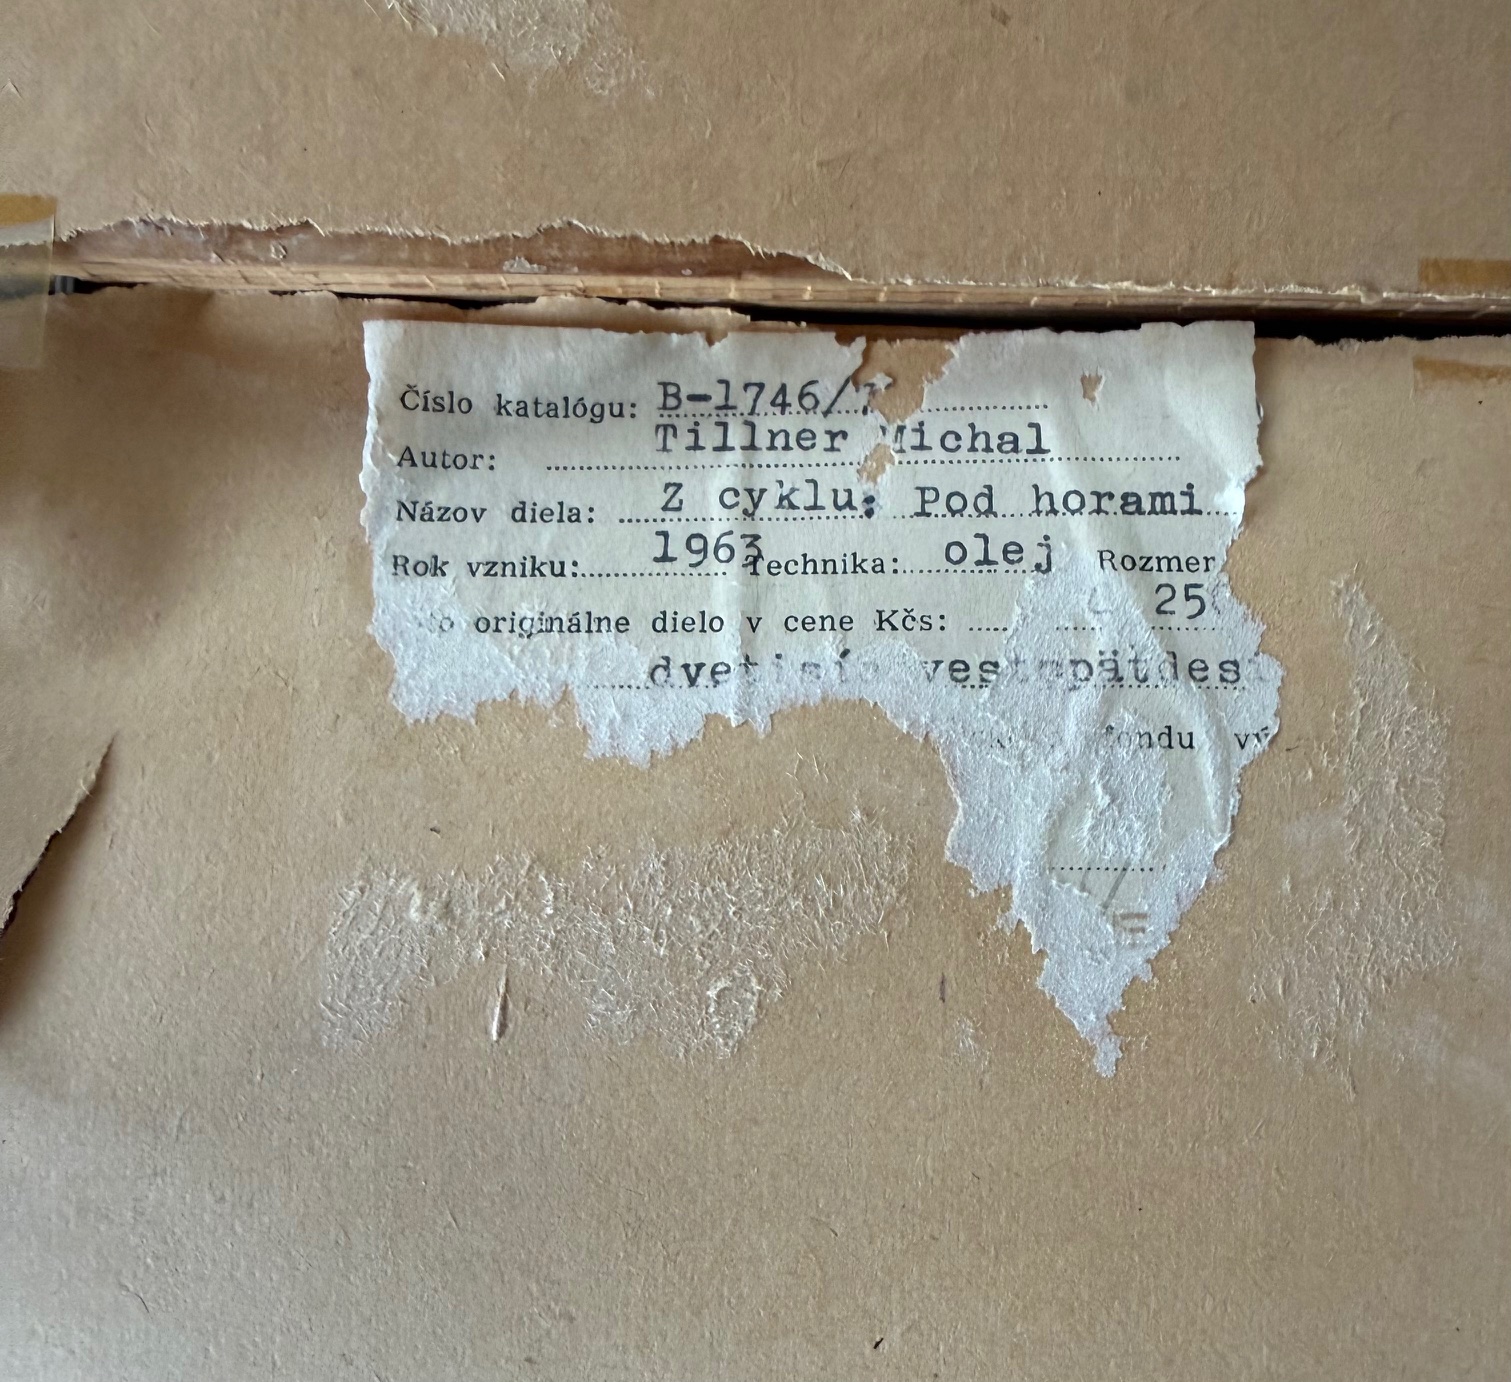 Číslo katalógu: B-1746/
Autor: Tillner Michal
Názov diela: Z cyklu: Pod horami
Rok vzniku: 1963 Technika: olej Rozmer
originálne dielo v cene Kčs: 25
fondu